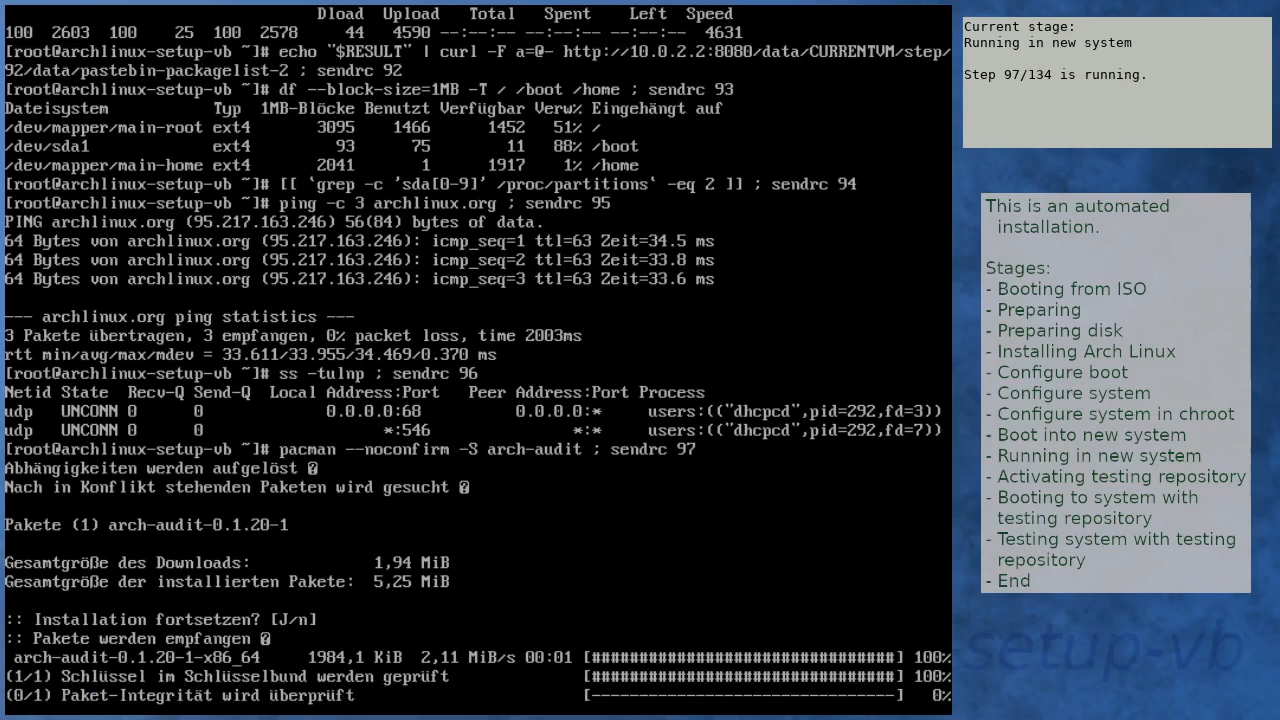 Dload  Upload   Total   Spent    Left  Speed
100  2603  100    25  100  2578     44   4590 --:--:-- --:--:-- --:--:--  4631
[root@archlinux-setup-vb ~]# echo "$RESULT" | curl -F a=@- http://10.0.2.2:8080/data/CURRENTVM/step/
92/data/pastebin-packagelist-2 ; sendrc 92
[root@archlinux-setup-vb ~]# df --block-size=1MB -T / /boot /home ; sendrc 93
Dateisystem           Typ  1MB-Blöcke Benutzt Verfügbar Verw% Eingehängt auf
/dev/mapper/main-root ext4       3095    1466      1452   51% /
/dev/sda1             ext4         93      75        11   88% /boot
/dev/mapper/main-home ext4       2041       1      1917    1% /home
[root@archlinux-setup-vb ~]# [[ `grep -c 'sda[0-9]' /proc/partitions` -eq 2 ]] ; sendrc 94
[root@archlinux-setup-vb ~]# ping -c 3 archlinux.org ; sendrc 95
PING archlinux.org (95.217.163.246) 56(84) bytes of data.
64 Bytes von archlinux.org (95.217.163.246): icmp_seq=1 ttl=63 Zeit=34.5 ms
64 Bytes von archlinux.org (95.217.163.246): icmp_seq=2 ttl=63 Zeit=33.8 ms
64 Bytes von archlinux.org (95.217.163.246): icmp_seq=3 ttl=63 Zeit=33.6 ms
--- archlinux.org ping statistics ---
3 Pakete übertragen, 3 empfangen, 0% packet loss, time 2003ms
rtt min/avg/max/mdev = 33.611/33.955/34.469/0.370 ms
[root@archlinux-setup-vb ~]# ss -tulnp ; sendrc 96
Netid State  Recv-Q Send-Q  Local Address:Port   Peer Address:Port Process
udp   UNCONN 0      0             0.0.0.0:68          0.0.0.0:*     users:(("dhcpcd",pid=292,fd=3))
udp   UNCONN 0      0                   *:546               *:*     users:(("dhcpcd",pid=292,fd=7))
[root@archlinux-setup-vb ~]# pacman --noconfirm -S arch-audit ; sendrc 97
Abhängigkeiten werden aufgelöst �
Nach in Konflikt stehenden Paketen wird gesucht �
Pakete (1) arch-audit-0.1.20-1
Gesamtgröße des Downloads:             1,94 MiB
Gesamtgröße der installierten Pakete:  5,25 MiB
:: Installation fortsetzen? [J/n]
:: Pakete werden empfangen �
arch-audit-0.1.20-1-x86_64     1984,1 KiB  2,11 MiB/s 00:01 [################################] 100%
(1/1) Schlüssel im Schlüsselbund werden geprüft              [################################] 100%
(0/1) Paket-Integrität wird überprüft                        [--------------------------------]   0%
Current stage:
Running in new system
Step 97/134 is running.
This is an automated
installation.
Stages:
- Booting from ISO
- Preparing
- Preparing disk
- Installing Arch Linux
- Configure boot
- Configure system
- Configure system in chroot
- Boot into new system
- Running in new system
- Activating testing repository
- Booting to system with
testing repository
- Testing system with testing
repository
- End
setup-vb